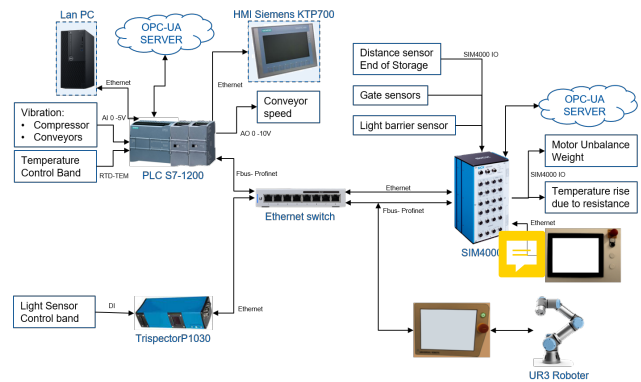 Lan PC
OPC-UA
SERVER
HMI Siemens KTP700
Ethernet
Ethernet
Vibration:
• Compressor
• Conveyors
AI 0 -5V
Temperature
Control Band
RTD-TEM
PLC S7-1200
Conveyor
speed
AO 0 -10V
Distance sensor
End of Storage
SIM4000 IO
Gate sensors
Light barrier sensor
OPC-UA
SERVER
Motor Unbalance
Weight
SIM4000 IO
Temperature rise
due to resistance
Ethernet
SIM4000
Fbus- Profinet
Ethernet
Fbus- Profinet
Ethernet switch
Light Sensor
Control band
DI
Ethernet
TrispectorP1030
UR3 Roboter